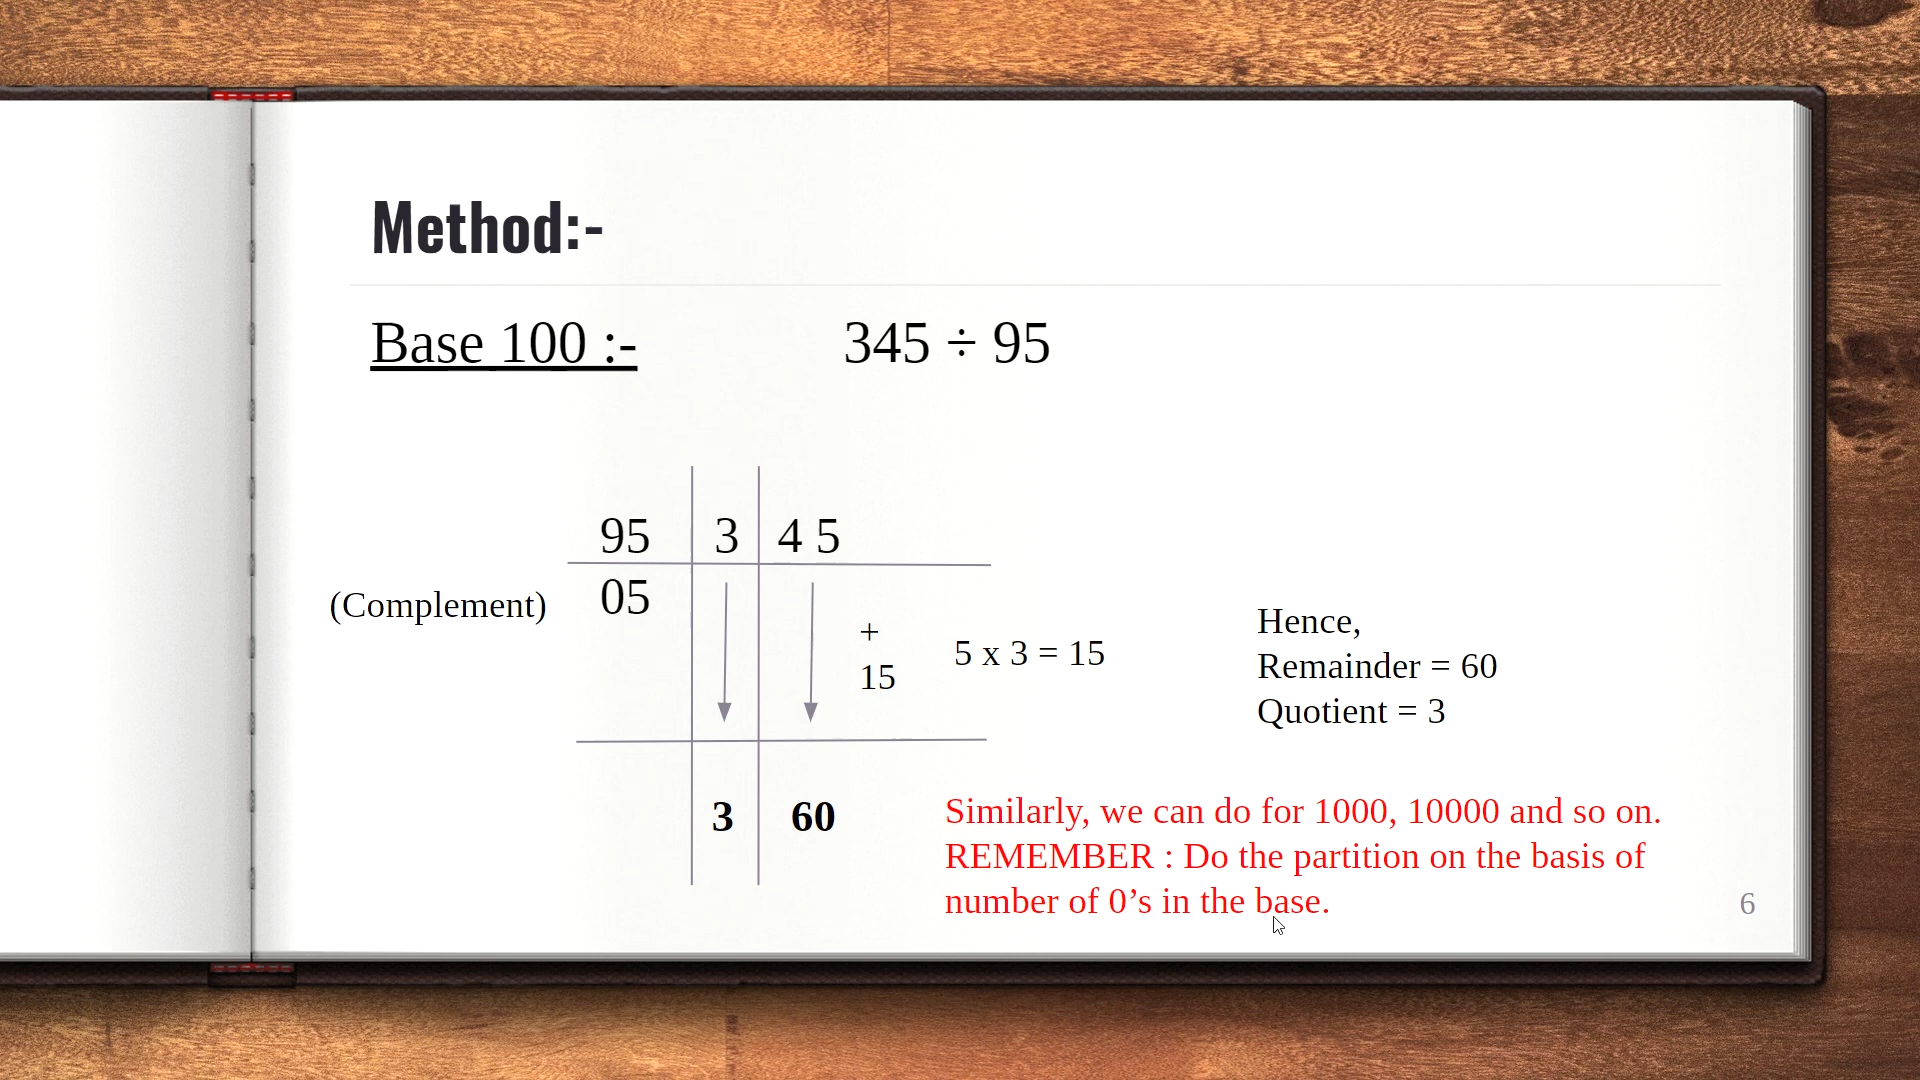 Method:-
Base 100 :-
345 ÷ 95
95 3 4 5
(Complement) 05
+
15
5 x 3 = 15
3 60
Hence,
Remainder = 60
Quotient = 3
Similarly, we can do for 1000, 10000 and so on.
REMEMBER : Do the partition on the basis of
number of 0’s in the base.
6